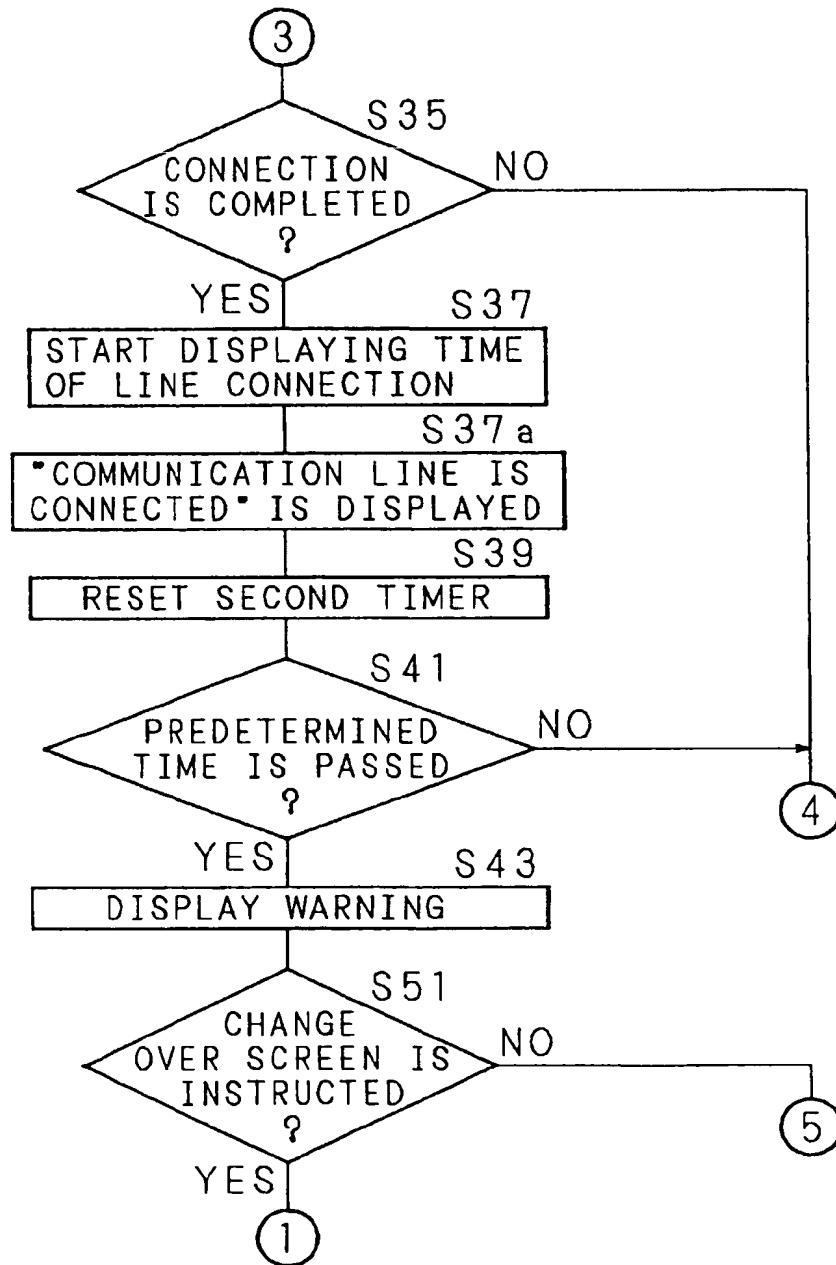 3
S35
CONNECTION
IS COMPLETED
?
NO
YES
S37
START DISPLAYING TIME
OF LINE CONNECTION
S37a
"COMMUNICATION LINE IS
CONNECTED" IS DISPLAYED
S39
RESET SECOND TIMER
S41
PREDETERMINED
TIME IS PASSED
?
NO
4
YES
S43
DISPLAY WARNING
S51
CHANGE
OVER SCREEN IS
INSTRUCTED
?
NO
5
YES
1